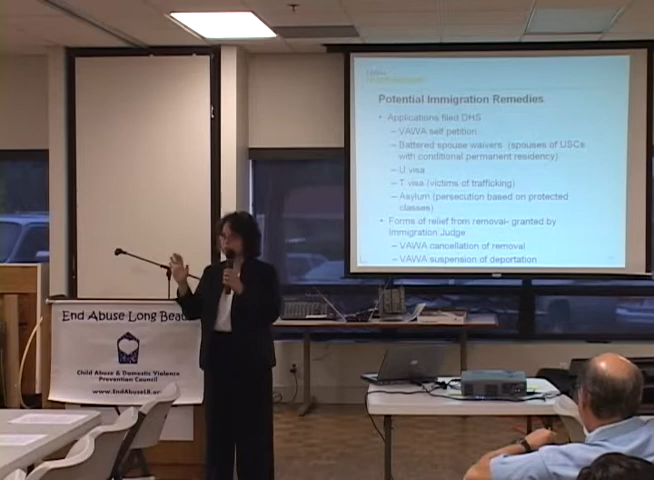 Potential Immigration Remedies
• Applications filed DHS
– VAWA self petition
– Battered spouse waivers (spouses of USCs
with conditional permanent residency)
– U visa
– T visa (victims of trafficking)
– Asylum (persecution based on protected
classes)
• Forms of relief from removal- granted by
Immigration Judge
– VAWA cancellation of removal
– VAWA suspension of deportation
End Abuse Long Bea
Child Abuse & Domestic Violence
Prevention Council
www.EndAbuseLB.or